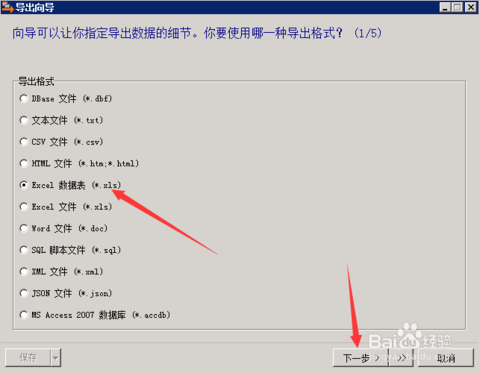 导出向导
向导可以让你指定导出数据的细节。你要使用哪一种导出格式? (1/5)
导出格式
DBase 文件 (*.dbf)
文本文件 (*.txt)
CSV 文件 (*.csv)
HTML 文件 (*.htm;*.html)
Excel 数据表 (*.xls)
Excel 文件 (*.xls)
Word 文件 (*.doc)
SQL 脚本文件 (*.sql)
XML 文件 (*.xml)
JSON 文件 (*.json)
MS Access 2007 数据库 (*.accdb)
Baidu 经验
保存 下一步 > >> 取消